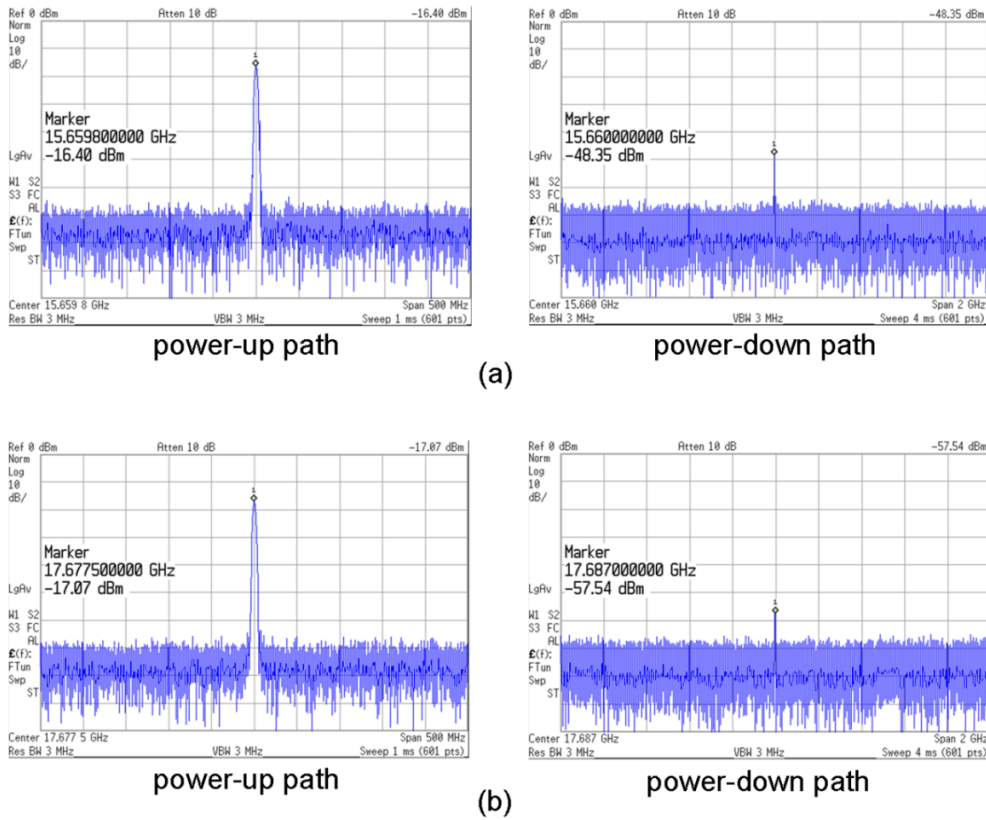 Ref 0 dBm Atten 10 dB -16.40 dBm
Norm
Log
10
dB/
1
Marker
15.659800000 GHz
-16.40 dBm
LgAv
W1 S2
S3 FC
AL
£(f):
FTun
Swp
ST
Center 15.659 8 GHz Span 500 MHz
Res BW 3 MHz VBW 3 MHz Sweep 1 ms (601 pts)
power-up path
Ref 0 dBm Atten 10 dB -48.35 dBm
Norm
Log
10
dB/
1
Marker
15.660000000 GHz
-48.35 dBm
LgAv
W1 S2
S3 FC
AL
£(f):
FTun
Swp
ST
Center 15.660 GHz Span 2 GHz
Res BW 3 MHz VBW 3 MHz Sweep 4 ms (601 pts)
power-down path
(a)
Ref 0 dBm Atten 10 dB -17.07 dBm
Norm
Log
10
dB/
1
Marker
17.677500000 GHz
-17.07 dBm
LgAv
W1 S2
S3 FC
AL
£(f):
FTun
Swp
ST
Center 17.677 5 GHz Span 500 MHz
Res BW 3 MHz VBW 3 MHz Sweep 1 ms (601 pts)
power-up path
Ref 0 dBm Atten 10 dB -57.54 dBm
Norm
Log
10
dB/
1
Marker
17.687000000 GHz
-57.54 dBm
LgAv
W1 S2
S3 FC
AL
£(f):
FTun
Swp
ST
Center 17.687 GHz Span 2 GHz
Res BW 3 MHz VBW 3 MHz Sweep 4 ms (601 pts)
power-down path
(b)